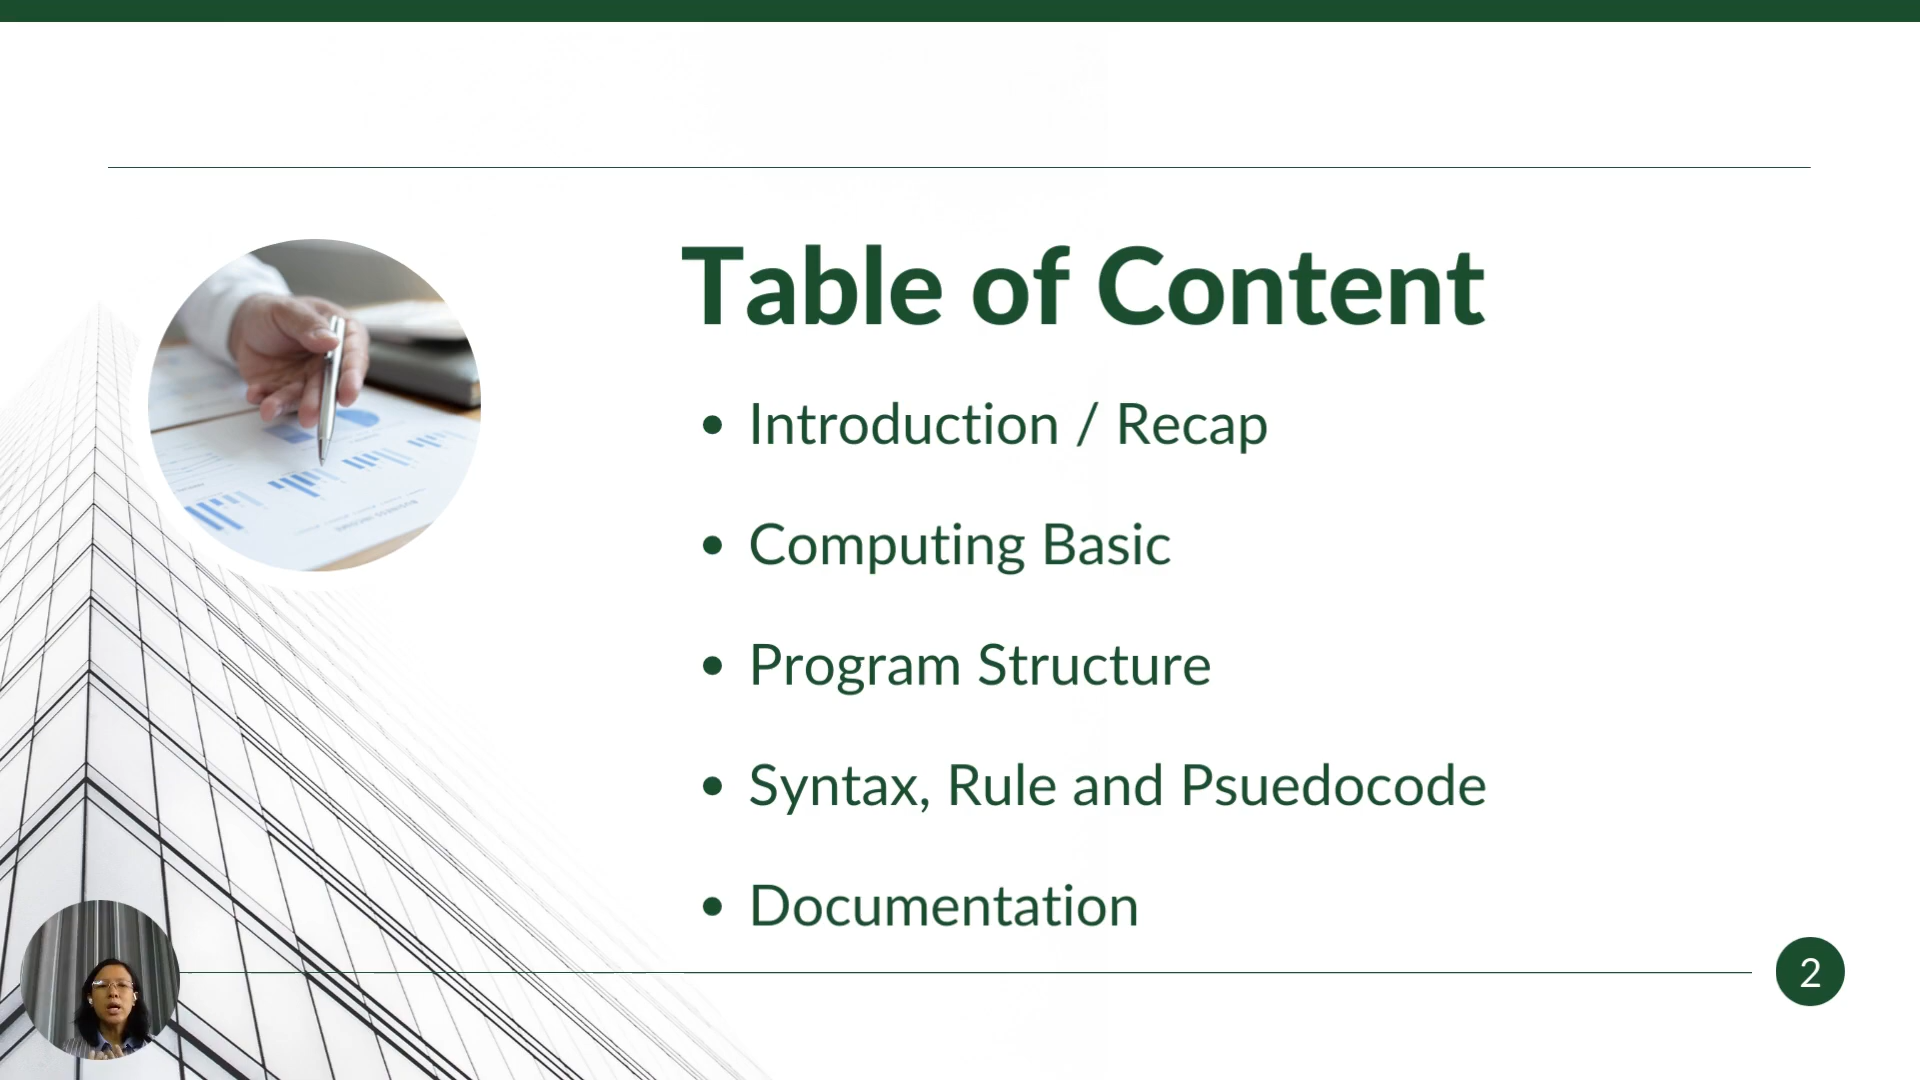 Table of Content
• Introduction / Recap
• Computing Basic
• Program Structure
• Syntax, Rule and Psuedocode
• Documentation
2